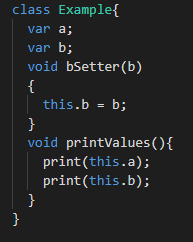 class Example{
  var a;
  var b;
  void bSetter(b)
  {
    this.b = b;
  }
  void printValues(){
    print(this.a);
    print(this.b);
  }
}